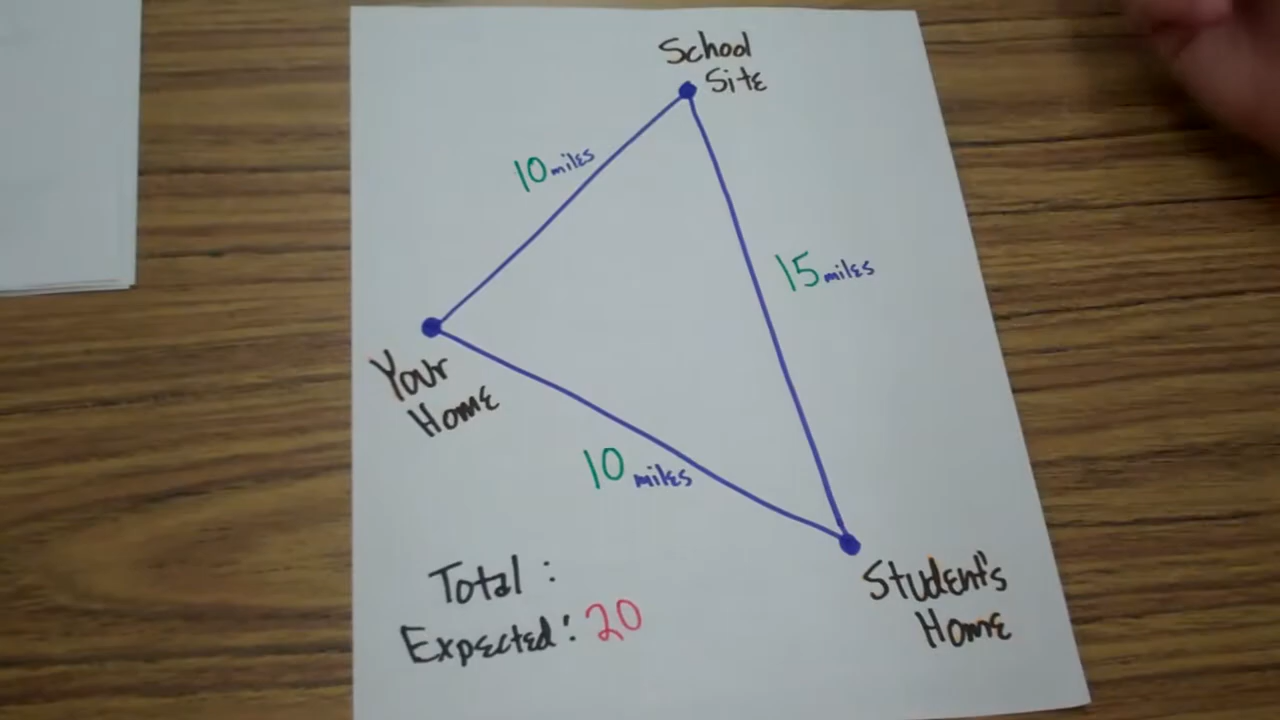 School
Site
10 miles
15 miles
Your
Home
10 miles
Total :
Expected : 20
Student's
Home